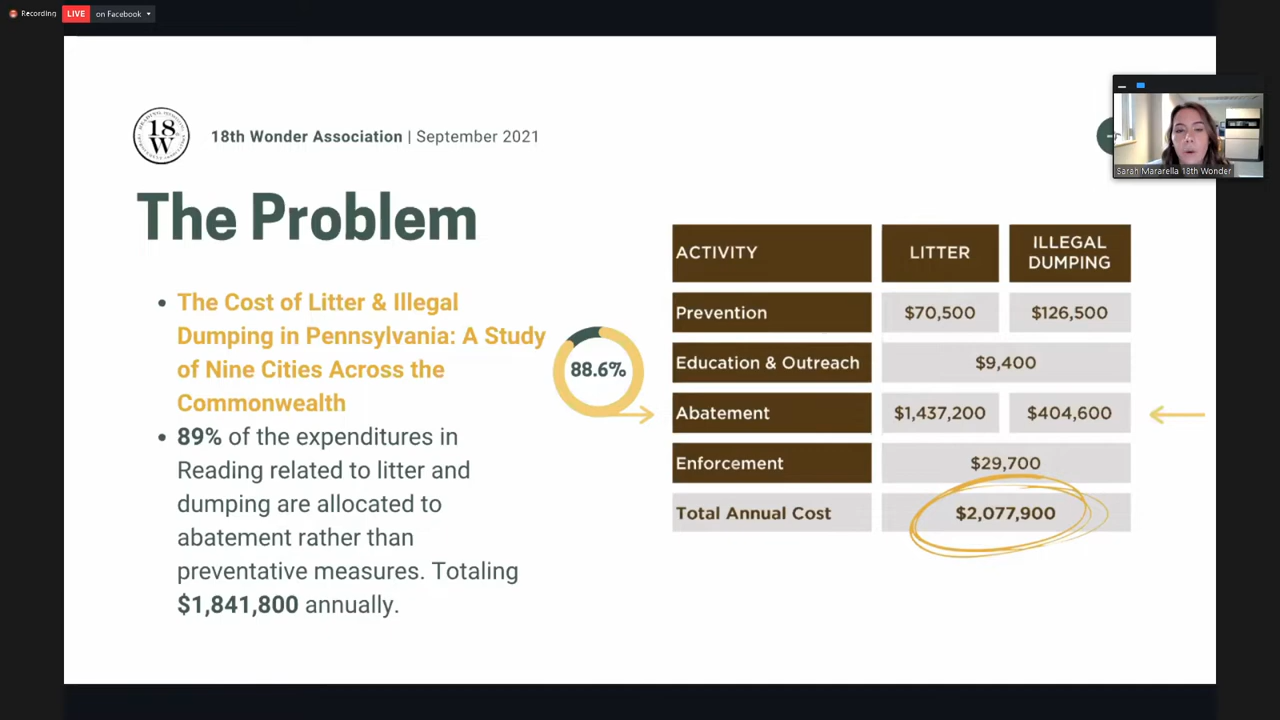 Recording
LIVE
on Facebook
18
W
18th Wonder Association | September 2021
Sarah Mararella 18th Wonder
The Problem
The Cost of Litter & Illegal
Dumping in Pennsylvania: A Study
of Nine Cities Across the
Commonwealth
89% of the expenditures in
Reading related to litter and
dumping are allocated to
abatement rather than
preventative measures. Totaling
$1,841,800 annually.
88.6%
ACTIVITY LITTER ILLEGAL DUMPING
Prevention $70,500 $126,500
Education & Outreach $9,400
Abatement $1,437,200 $404,600
Enforcement $29,700
Total Annual Cost $2,077,900